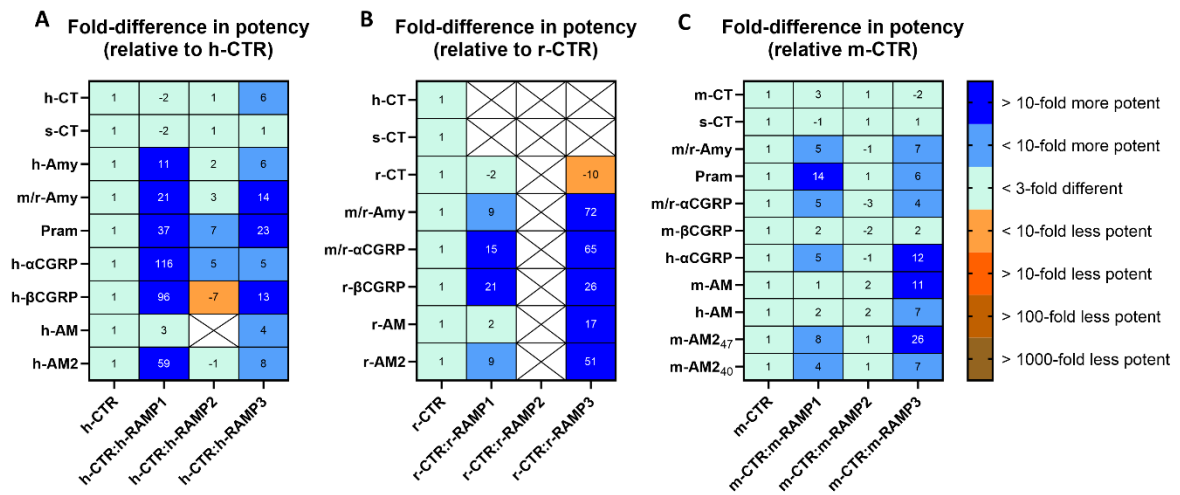 A
Fold-difference in potency
(relative to h-CTR)
h-CT 1 -2 1 6
s-CT 1 -2 1 1
h-Amy 1 11 2 6
m/r-Amy 1 21 3 14
Pram 1 37 7 23
h-αCGRP 1 116 5 5
h-βCGRP 1 96 -7 13
h-AM 1 3 4
h-AM2 1 59 -1 8
h-CTR
h-CTR:h-RAMP1
h-CTR:h-RAMP2
h-CTR:h-RAMP3
B
Fold-difference in potency
(relative to r-CTR)
h-CT 1
s-CT 1
r-CT 1 -2 -10
m/r-Amy 1 9 72
m/r-αCGRP 1 15 65
r-βCGRP 1 21 26
r-AM 1 2 17
r-AM2 1 9 51
r-CTR
r-CTR:r-RAMP1
r-CTR:r-RAMP2
r-CTR:r-RAMP3
C
Fold-difference in potency
(relative m-CTR)
m-CT 1 3 1 -2
s-CT 1 -1 1 1
m/r-Amy 1 5 -1 7
Pram 1 14 1 6
m/r-αCGRP 1 5 -3 4
m-βCGRP 1 2 -2 2
h-αCGRP 1 5 -1 12
m-AM 1 1 2 11
h-AM 1 2 2 7
m-AM2₄₇ 1 8 1 26
m-AM2₄₀ 1 4 1 7
m-CTR
m-CTR:m-RAMP1
m-CTR:m-RAMP2
m-CTR:m-RAMP3
> 10-fold more potent
< 10-fold more potent
< 3-fold different
< 10-fold less potent
> 10-fold less potent
> 100-fold less potent
> 1000-fold less potent